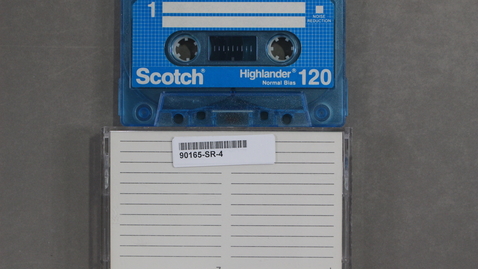 1
NOISE
REDUCTION
Scotch® Highlander® 120
Normal Bias
90165-SR-4